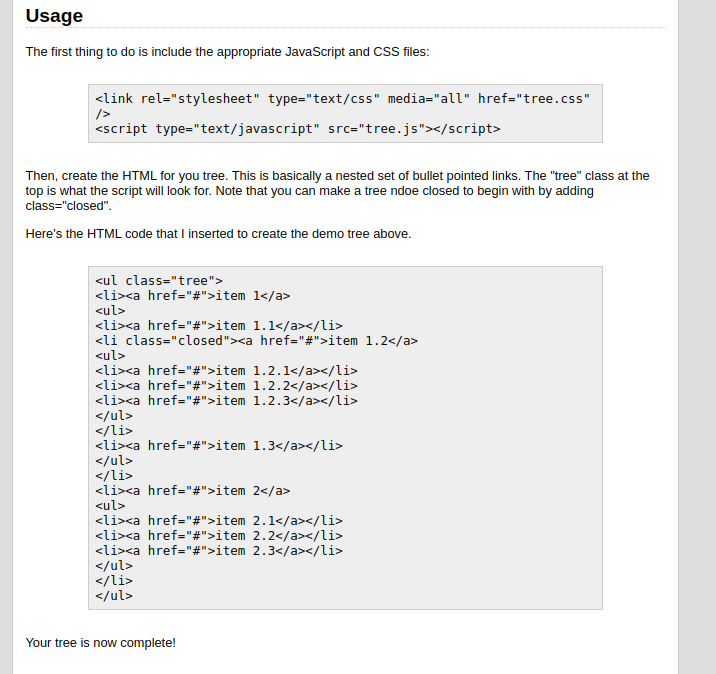 Usage
The first thing to do is include the appropriate JavaScript and CSS files:
<link rel="stylesheet" type="text/css" media="all" href="tree.css"
/>
<script type="text/javascript" src="tree.js"></script>
Then, create the HTML for you tree. This is basically a nested set of bullet pointed links. The "tree" class at the
top is what the script will look for. Note that you can make a tree ndoe closed to begin with by adding
class="closed".
Here's the HTML code that I inserted to create the demo tree above.
<ul class="tree">
<li><a href="#">item 1</a>
<ul>
<li><a href="#">item 1.1</a></li>
<li class="closed"><a href="#">item 1.2</a>
<ul>
<li><a href="#">item 1.2.1</a></li>
<li><a href="#">item 1.2.2</a></li>
<li><a href="#">item 1.2.3</a></li>
</ul>
</li>
<li><a href="#">item 1.3</a></li>
</ul>
</li>
<li><a href="#">item 2</a>
<ul>
<li><a href="#">item 2.1</a></li>
<li><a href="#">item 2.2</a></li>
<li><a href="#">item 2.3</a></li>
</ul>
</li>
</ul>
Your tree is now complete!